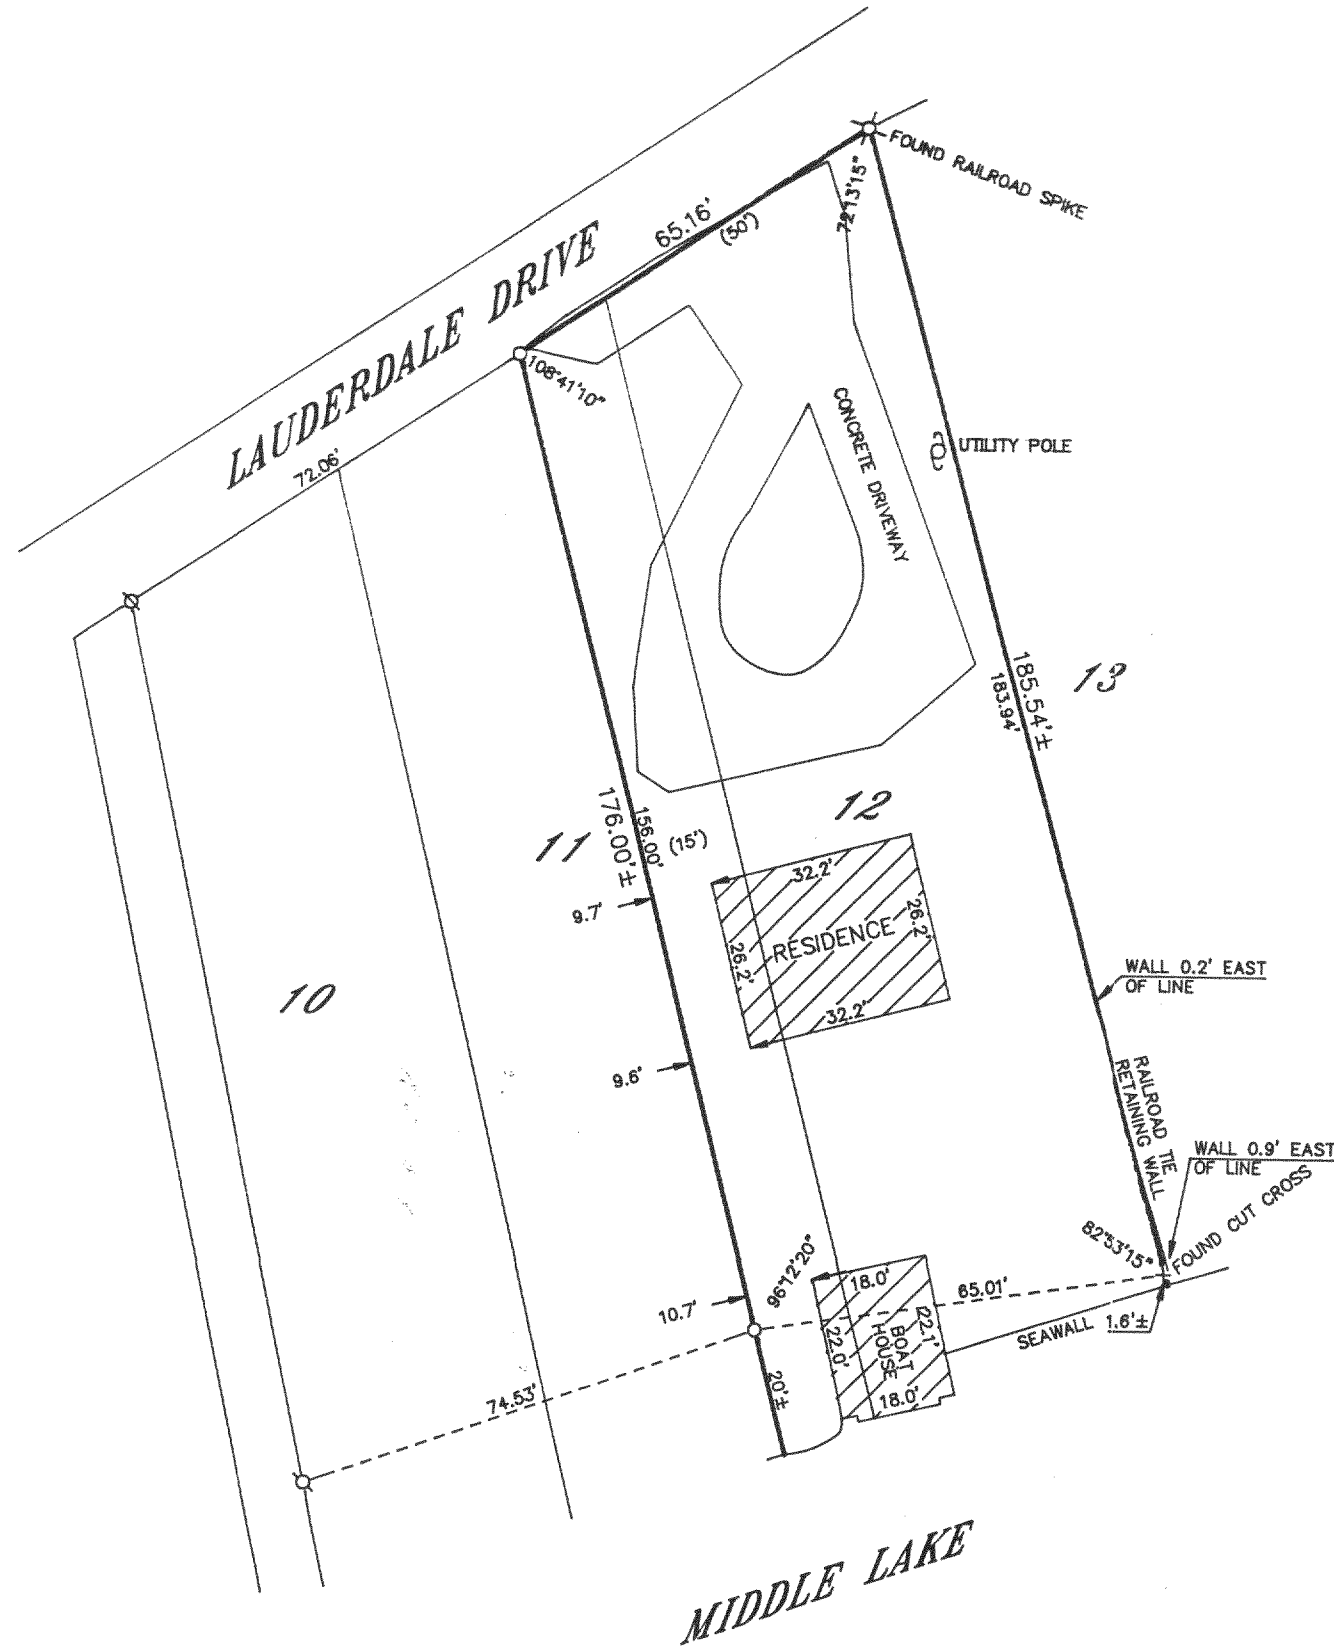 FOUND RAILROAD SPIKE
72°13'15"
65.16'
(50')
LAUDERDALE DRIVE
108°41'10"
72.06'
CONCRETE DRIVEWAY
UTILITY POLE
185.54'±
183.94'
13
12
11
176.00'±
156.00'
(15')
32.2'
9.7'
26.2'
RESIDENCE
26.2'
32.2'
WALL 0.2' EAST
OF LINE
10
9.6'
RAILROAD TIE
RETAINING WALL
WALL 0.9' EAST
OF LINE
FOUND CUT CROSS
82°53'15"
96°12'20"
10.7'
18.0'
65.01'
22.1'
BOAT
HOUSE
22.0'
SEAWALL 1.6'±
18.0'
20'±
74.53'
MIDDLE LAKE